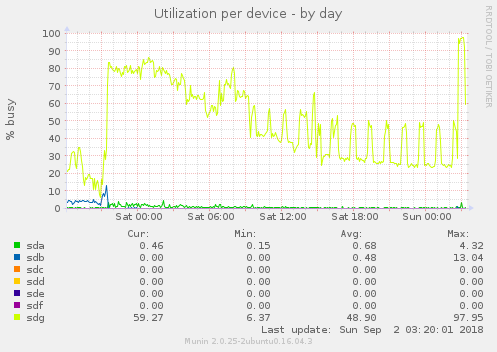 Utilization per device - by day
RRDTOOL / TOBI OETIKER
% busy
100
90
80
70
60
50
40
30
20
10
0
Sat 00:00 Sat 06:00 Sat 12:00 Sat 18:00 Sun 00:00
Cur: Min: Avg: Max:
sda 0.46 0.15 0.68 4.32
sdb 0.00 0.00 0.48 13.04
sdc 0.00 0.00 0.00 0.00
sdd 0.00 0.00 0.00 0.00
sde 0.00 0.00 0.00 0.00
sdf 0.00 0.00 0.00 0.00
sdg 59.27 6.37 48.90 97.95
Last update: Sun Sep 2 03:20:01 2018
Munin 2.0.25-2ubuntu0.16.04.3